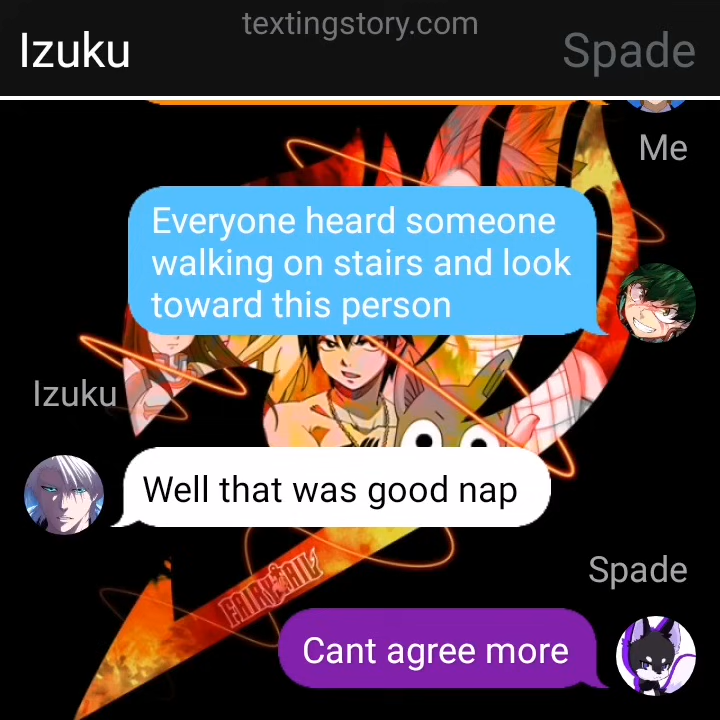 textingstory.com
Izuku
Spade
Me
Everyone heard someone
walking on stairs and look
toward this person
Izuku
Well that was good nap
Spade
FAIRY TAIL
Cant agree more